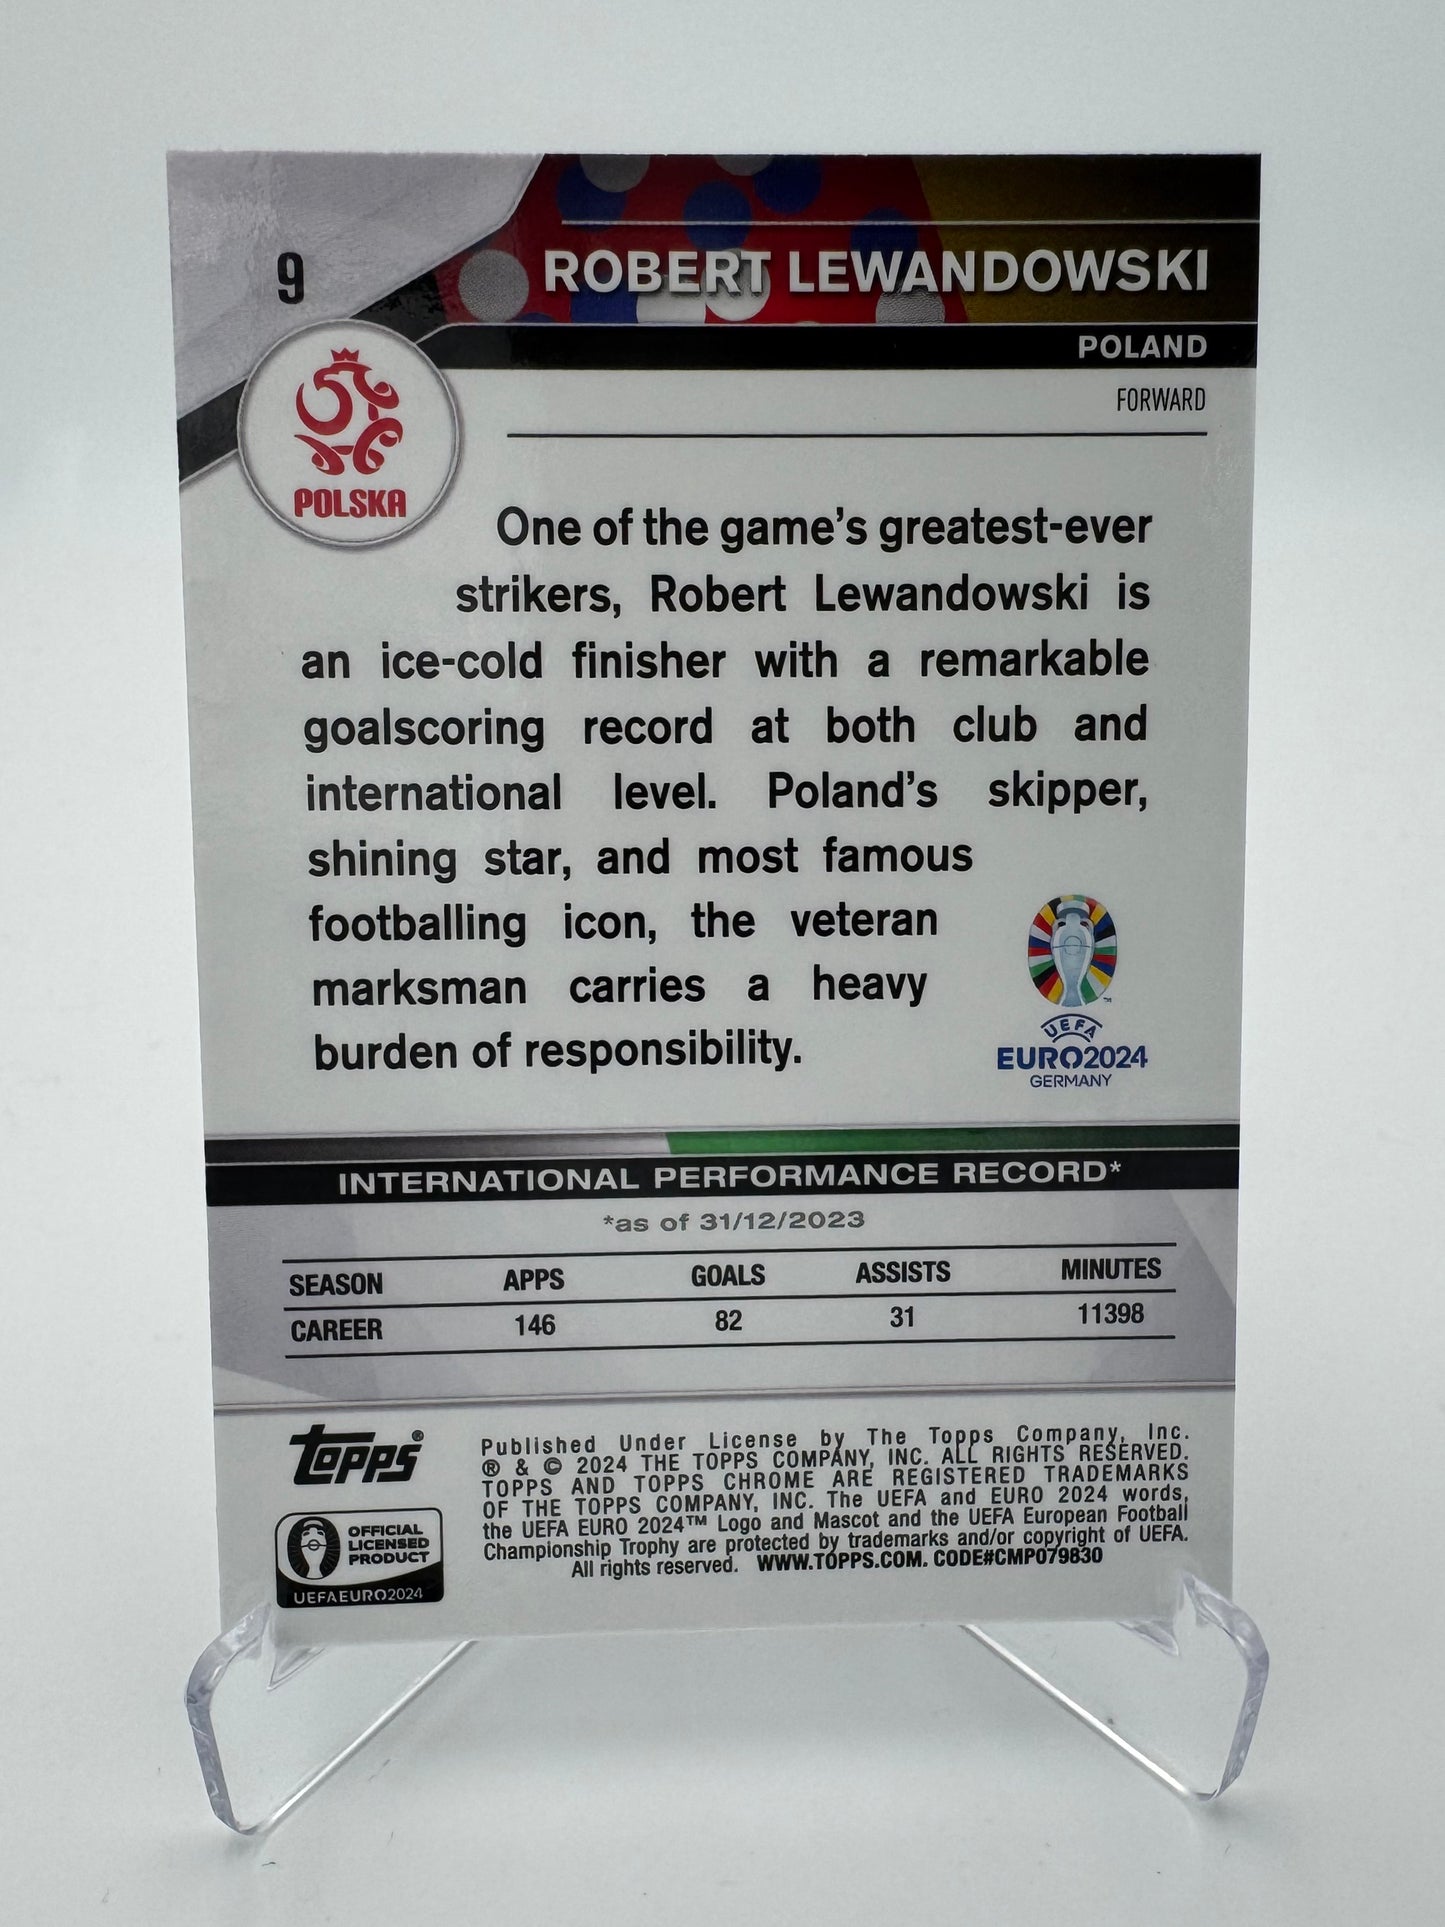 9
ROBERT LEWANDOWSKI
POLAND
FORWARD
POLSKA
One of the game's greatest-ever
strikers, Robert Lewandowski is
an ice-cold finisher with a remarkable
goalscoring record at both club and
international level. Poland's skipper,
shining star, and most famous
footballing icon, the veteran
marksman carries a heavy
burden of responsibility.
™
UEFA
EURO2024
GERMANY
INTERNATIONAL PERFORMANCE RECORD*
*as of 31/12/2023
SEASON APPS GOALS ASSISTS MINUTES
CAREER 146 82 31 11398
topps®
OFFICIAL
LICENSED
PRODUCT
UEFAEURO2024
Published Under License by The Topps Company, Inc.
® & © 2024 THE TOPPS COMPANY, INC. ALL RIGHTS RESERVED.
TOPPS AND TOPPS CHROME ARE REGISTERED TRADEMARKS
OF THE TOPPS COMPANY, INC. The UEFA and EURO 2024 words,
the UEFA EURO 2024™ Logo and Mascot and the UEFA European Football
Championship Trophy are protected by trademarks and/or copyright of UEFA.
All rights reserved. WWW.TOPPS.COM. CODE#CMP079830